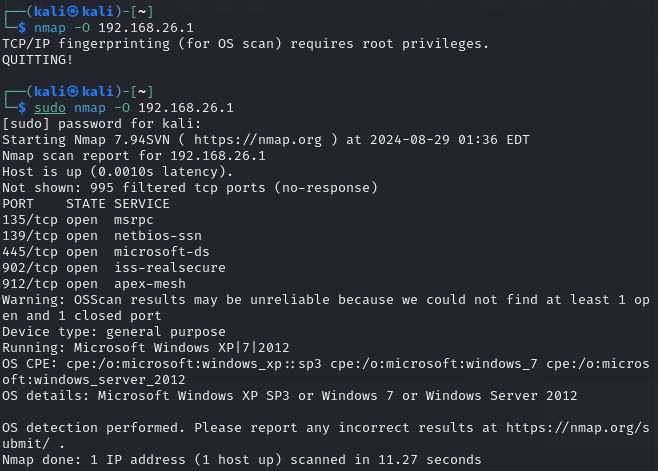 ┌──(kali㉿kali)-[~]
└─$ nmap -O 192.168.26.1
TCP/IP fingerprinting (for OS scan) requires root privileges.
QUITTING!
┌──(kali㉿kali)-[~]
└─$ sudo nmap -O 192.168.26.1
[sudo] password for kali:
Starting Nmap 7.94SVN ( https://nmap.org ) at 2024-08-29 01:36 EDT
Nmap scan report for 192.168.26.1
Host is up (0.0010s latency).
Not shown: 995 filtered tcp ports (no-response)
PORT    STATE SERVICE
135/tcp open  msrpc
139/tcp open  netbios-ssn
445/tcp open  microsoft-ds
902/tcp open  iss-realsecure
912/tcp open  apex-mesh
Warning: OSScan results may be unreliable because we could not find at least 1 op
en and 1 closed port
Device type: general purpose
Running: Microsoft Windows XP|7|2012
OS CPE: cpe:/o:microsoft:windows_xp::sp3 cpe:/o:microsoft:windows_7 cpe:/o:micros
oft:windows_server_2012
OS details: Microsoft Windows XP SP3 or Windows 7 or Windows Server 2012
OS detection performed. Please report any incorrect results at https://nmap.org/s
ubmit/ .
Nmap done: 1 IP address (1 host up) scanned in 11.27 seconds